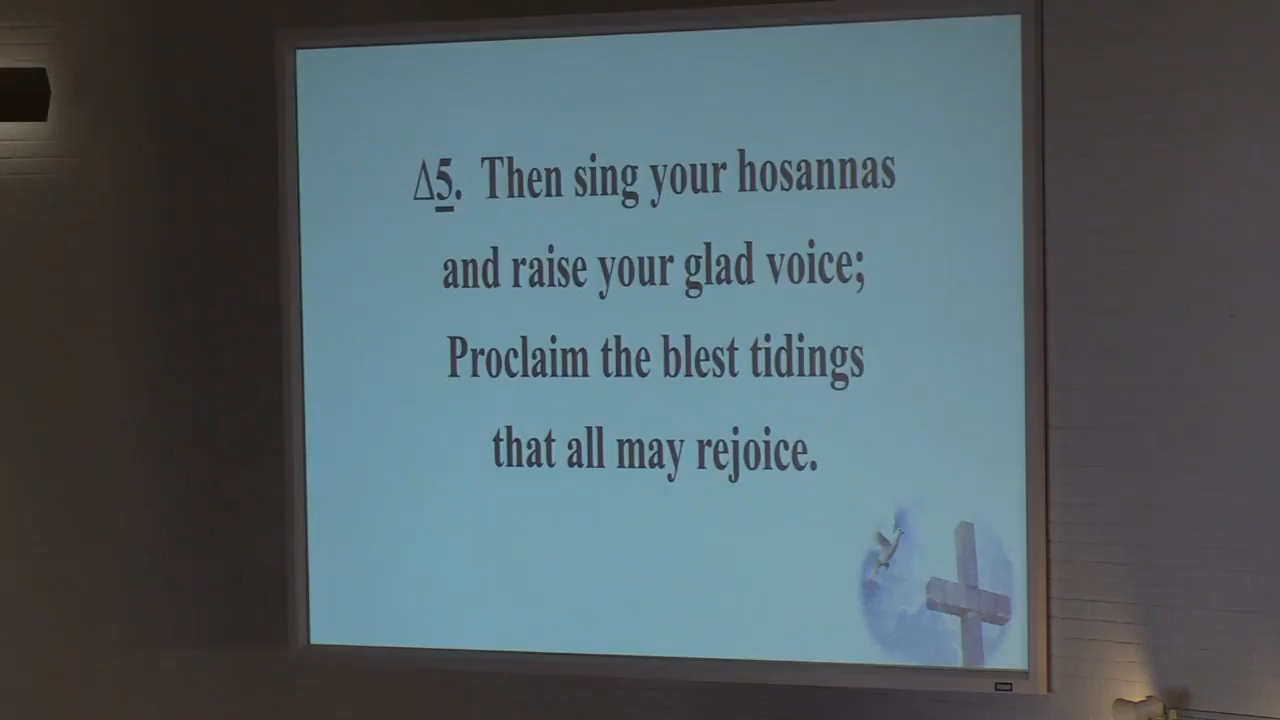 Δ5. Then sing your hosannas
and raise your glad voice;
Proclaim the blest tidings
that all may rejoice.